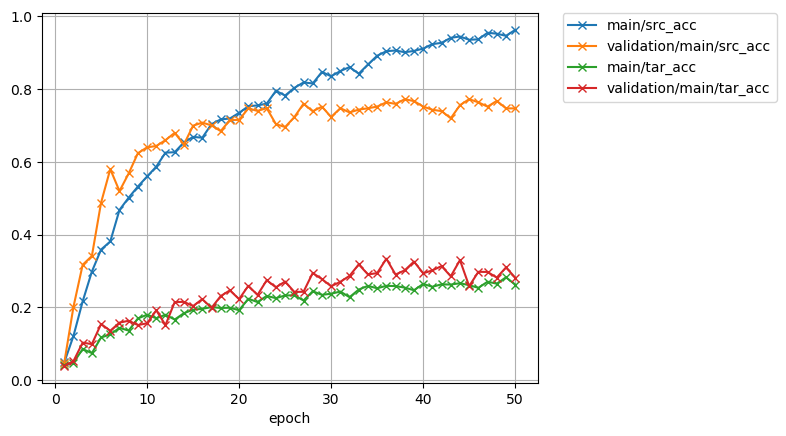 1.0
0.8
0.6
0.4
0.2
0.0
0 10 20 30 40 50
epoch
main/src_acc
validation/main/src_acc
main/tar_acc
validation/main/tar_acc